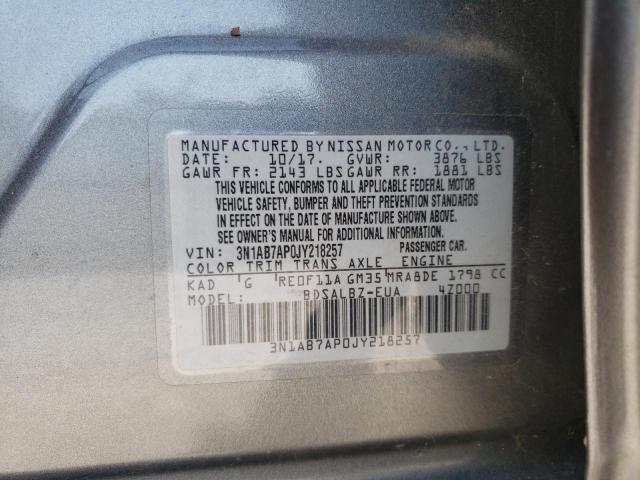 MANUFACTURED BY NISSAN MOTOR CO., LTD.
DATE: 10/17. GVWR: 3876 LBS
GAWR FR: 2143 LBS GAWR RR: 1881 LBS
THIS VEHICLE CONFORMS TO ALL APPLICABLE FEDERAL MOTOR
VEHICLE SAFETY, BUMPER AND THEFT PREVENTION STANDARDS
IN EFFECT ON THE DATE OF MANUFACTURE SHOWN ABOVE.
SEE OWNER'S MANUAL FOR ADDITIONAL INFORMATION.
VIN: 3N1AB7AP0JY218257 PASSENGER CAR.
COLOR TRIM TRANS AXLE ENGINE
KAD G RE0F11A GM35 MRA8DE 1798 CC
MODEL: BDSALBZ-EUA 4Z000
3N1AB7AP0JY218257